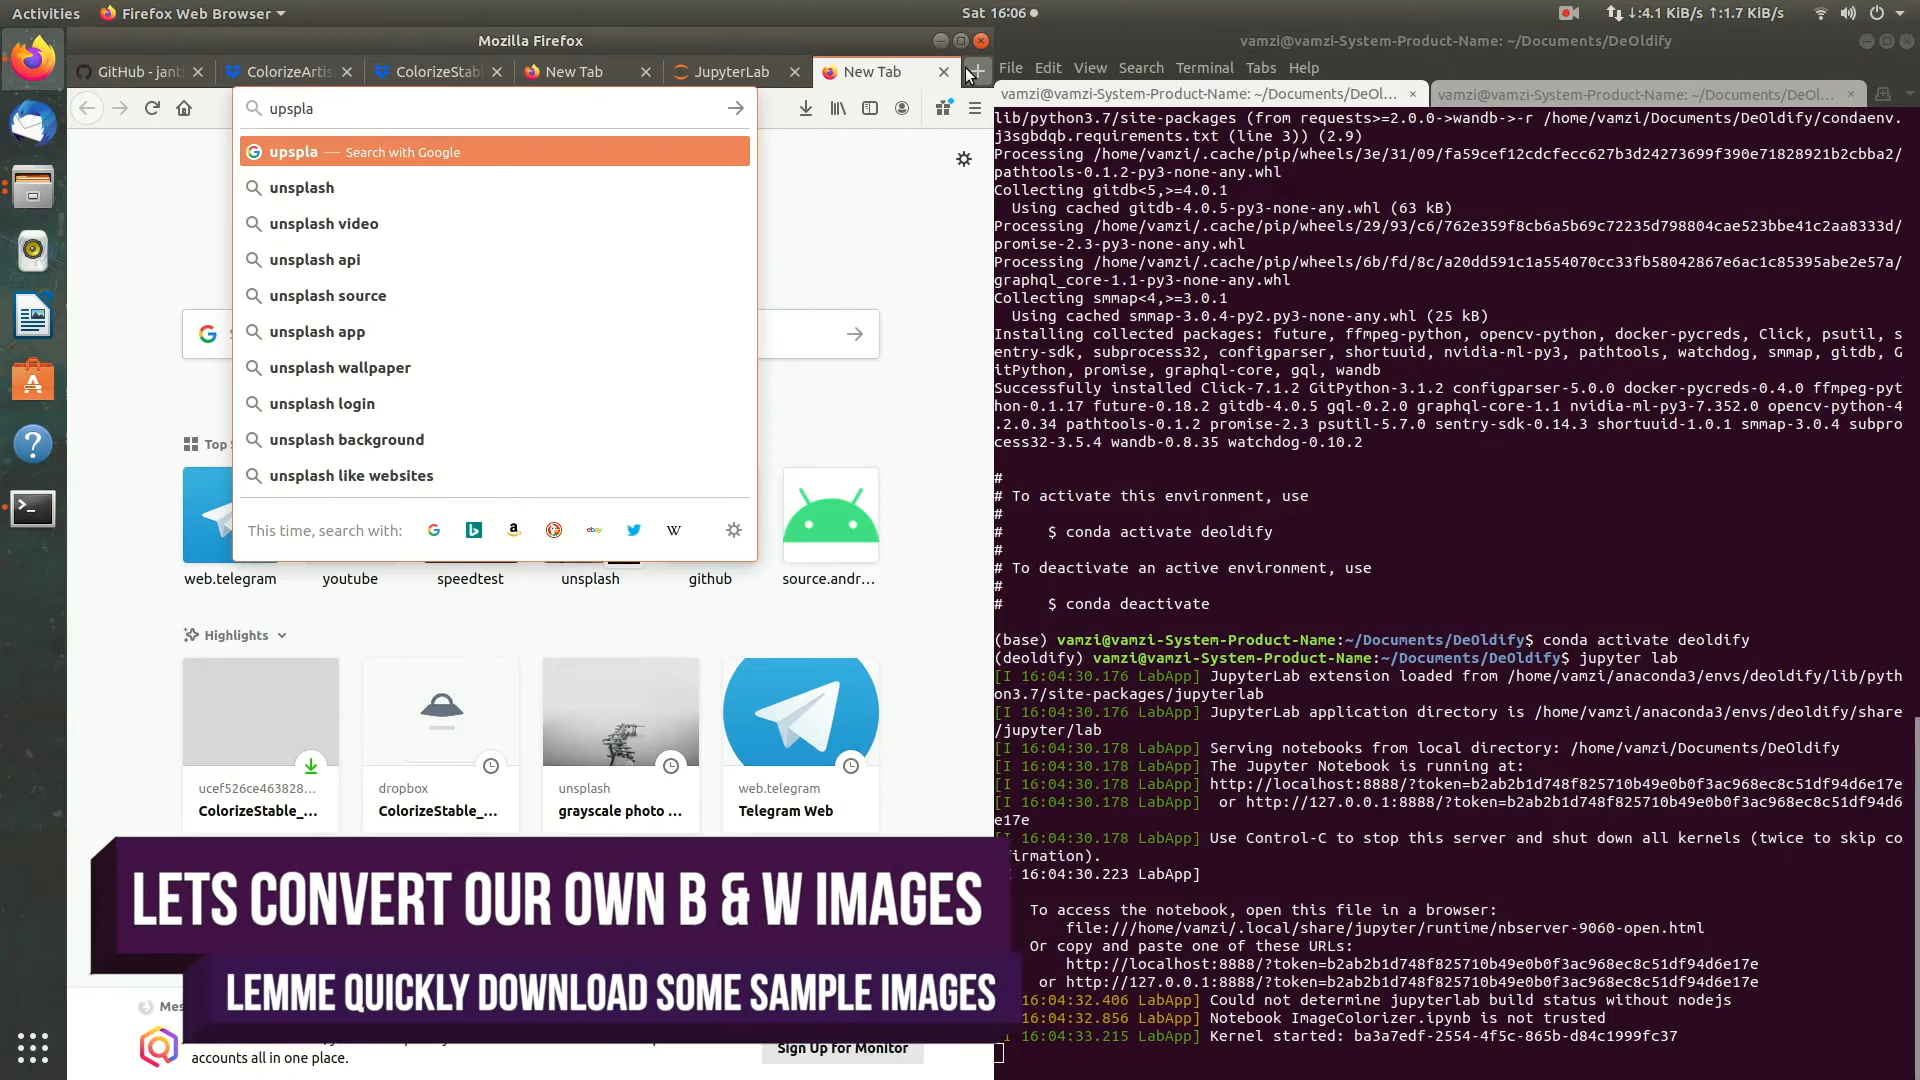 Activities
Firefox Web Browser
Sat 16:06
↓:4.1 KiB/s ↑:1.7 KiB/s
Mozilla Firefox
GitHub - jant
ColorizeArtis
ColorizeStabl
New Tab
JupyterLab
New Tab
upspla
upspla — Search with Google
unsplash
unsplash video
unsplash api
unsplash source
unsplash app
unsplash wallpaper
unsplash login
unsplash background
unsplash like websites
This time, search with:
Top
web.telegram
youtube
speedtest
unsplash
github
source.andr...
Highlights
ucef526ce463828...
ColorizeStable_...
dropbox
ColorizeStable_...
unsplash
grayscale photo ...
web.telegram
Telegram Web
LETS CONVERT OUR OWN B & W IMAGES
LEMME QUICKLY DOWNLOAD SOME SAMPLE IMAGES
Mes
accounts all in one place.
Sign Up for Monitor
vamzi@vamzi-System-Product-Name: ~/Documents/DeOldify
File Edit View Search Terminal Tabs Help
vamzi@vamzi-System-Product-Name: ~/Documents/DeOl...
vamzi@vamzi-System-Product-Name: ~/Documents/DeOl...
lib/python3.7/site-packages (from requests>=2.0.0->wandb->-r /home/vamzi/Documents/DeOldify/condaenv.
j3sgbdqb.requirements.txt (line 3)) (2.9)
Processing /home/vamzi/.cache/pip/wheels/3e/31/09/fa59cef12cdcfecc627b3d24273699f390e71828921b2cbba2/
pathtools-0.1.2-py3-none-any.whl
Collecting gitdb<5,>=4.0.1
Using cached gitdb-4.0.5-py3-none-any.whl (63 kB)
Processing /home/vamzi/.cache/pip/wheels/29/93/c6/762e359f8cb6a5b69c72235d798804cae523bbe41c2aa8333d/
promise-2.3-py3-none-any.whl
Processing /home/vamzi/.cache/pip/wheels/6b/fd/8c/a20dd591c1a554070cc33fb58042867e6ac1c85395abe2e57a/
graphql_core-1.1-py3-none-any.whl
Collecting smmap<4,>=3.0.1
Using cached smmap-3.0.4-py2.py3-none-any.whl (25 kB)
Installing collected packages: future, ffmpeg-python, opencv-python, docker-pycreds, Click, psutil, s
entry-sdk, subprocess32, configparser, shortuuid, nvidia-ml-py3, pathtools, watchdog, smmap, gitdb, G
itPython, promise, graphql-core, gql, wandb
Successfully installed Click-7.1.2 GitPython-3.1.2 configparser-5.0.0 docker-pycreds-0.4.0 ffmpeg-pyt
hon-0.1.17 future-0.18.2 gitdb-4.0.5 gql-0.2.0 graphql-core-1.1 nvidia-ml-py3-7.352.0 opencv-python-4
.2.0.34 pathtools-0.1.2 promise-2.3 psutil-5.7.0 sentry-sdk-0.14.3 shortuuid-1.0.1 smmap-3.0.4 subpro
cess32-3.5.4 wandb-0.8.35 watchdog-0.10.2
#
# To activate this environment, use
#
# $ conda activate deoldify
#
# To deactivate an active environment, use
#
# $ conda deactivate
(base) vamzi@vamzi-System-Product-Name:~/Documents/DeOldify$ conda activate deoldify
(deoldify) vamzi@vamzi-System-Product-Name:~/Documents/DeOldify$ jupyter lab
[I 16:04:30.176 LabApp] JupyterLab extension loaded from /home/vamzi/anaconda3/envs/deoldify/lib/pyth
on3.7/site-packages/jupyterlab
[I 16:04:30.176 LabApp] JupyterLab application directory is /home/vamzi/anaconda3/envs/deoldify/share
/jupyter/lab
[I 16:04:30.178 LabApp] Serving notebooks from local directory: /home/vamzi/Documents/DeOldify
[I 16:04:30.178 LabApp] The Jupyter Notebook is running at:
[I 16:04:30.178 LabApp] http://localhost:8888/?token=b2ab2b1d748f825710b49e0b0f3ac968ec8c51df94d6e17e
[I 16:04:30.178 LabApp] or http://127.0.0.1:8888/?token=b2ab2b1d748f825710b49e0b0f3ac968ec8c51df94d6
e17e
[I 16:04:30.178 LabApp] Use Control-C to stop this server and shut down all kernels (twice to skip co
irmation).
16:04:30.223 LabApp]
To access the notebook, open this file in a browser:
file:///home/vamzi/.local/share/jupyter/runtime/nbserver-9060-open.html
Or copy and paste one of these URLs:
http://localhost:8888/?token=b2ab2b1d748f825710b49e0b0f3ac968ec8c51df94d6e17e
or http://127.0.0.1:8888/?token=b2ab2b1d748f825710b49e0b0f3ac968ec8c51df94d6e17e
16:04:32.406 LabApp] Could not determine jupyterlab build status without nodejs
16:04:32.856 LabApp] Notebook ImageColorizer.ipynb is not trusted
16:04:33.215 LabApp] Kernel started: ba3a7edf-2554-4f5c-865b-d84c1999fc37